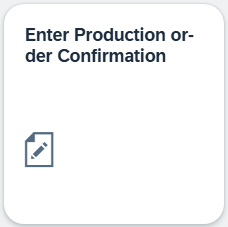 Enter Production or-
der Confirmation